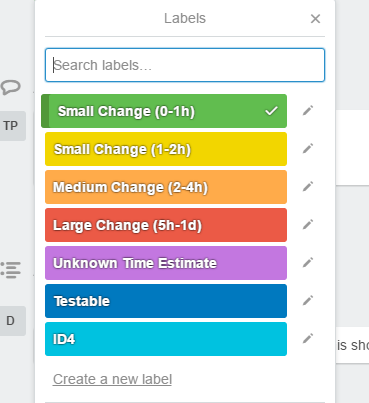 Labels
Search labels...
TP
Small Change (0-1h)
Small Change (1-2h)
Medium Change (2-4h)
Large Change (5h-1d)
Unknown Time Estimate
Testable
D
ID4
is sho
Create a new label